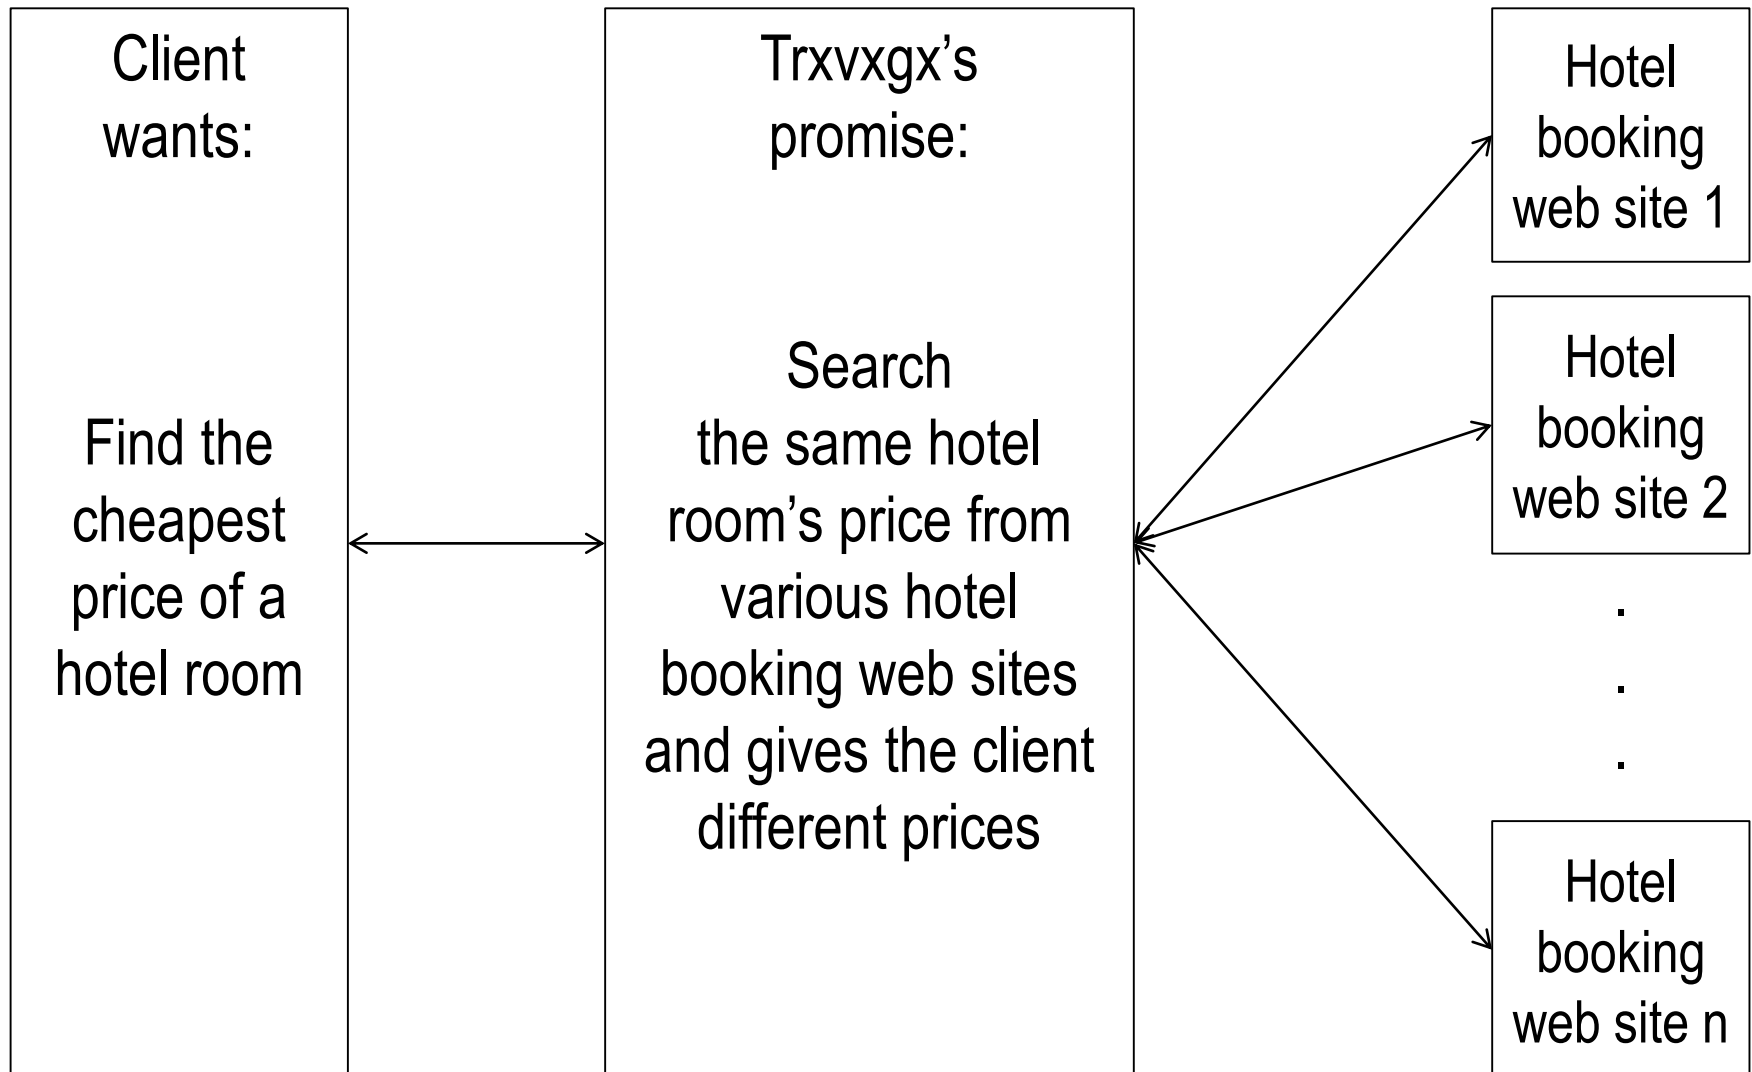 Client
wants:
Find the
cheapest
price of a
hotel room
Trxvxgx’s
promise:
Search
the same hotel
room’s price from
various hotel
booking web sites
and gives the client
different prices
Hotel
booking
web site 1
Hotel
booking
web site 2
.
.
.
Hotel
booking
web site n